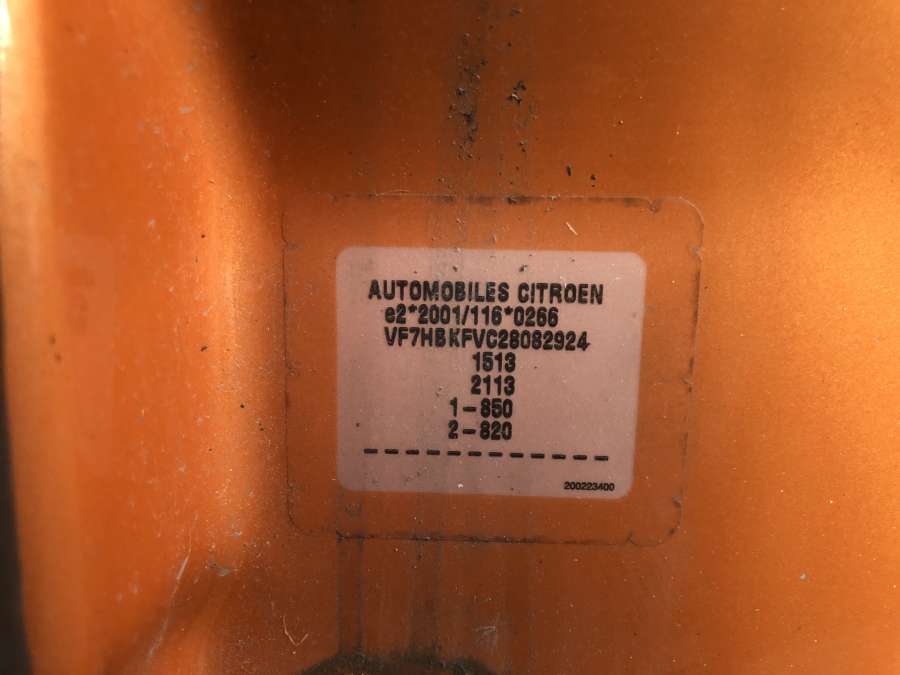 AUTOMOBILES CITROEN
e2*2001/116*0266
VF7HBKFVC28082924
1513
2113
1-850
2-820
------------
200223400